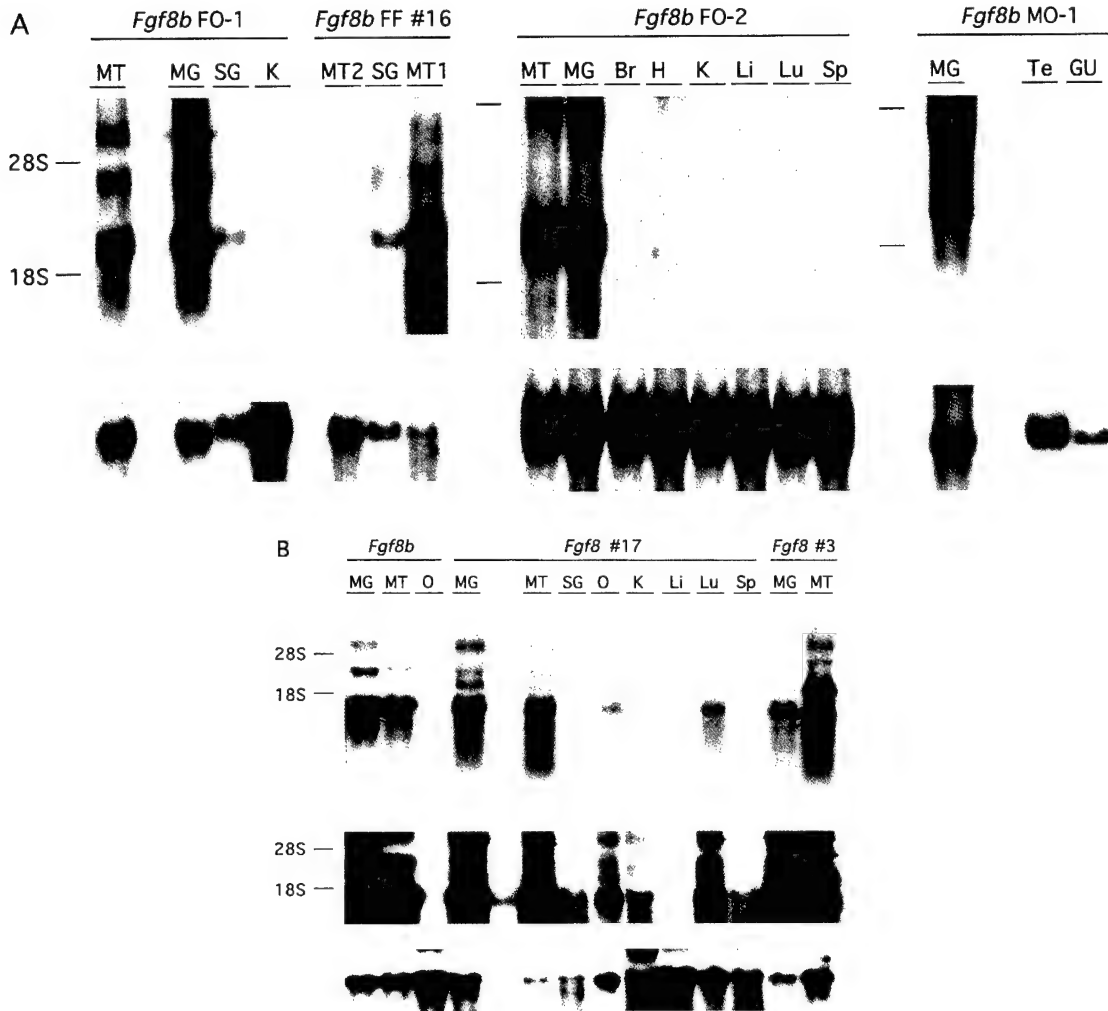 A
Fgf8b FO-1 Fgf8b FF #16 Fgf8b FO-2 Fgf8b MO-1
MT MG SG K MT2 SG MT1 MT MG Br H K Li Lu Sp MG Te GU
28S
18S
B
Fgf8b Fgf8 #17 Fgf8 #3
MG MT O MG MT SG O K Li Lu Sp MG MT
28S
18S
28S
18S